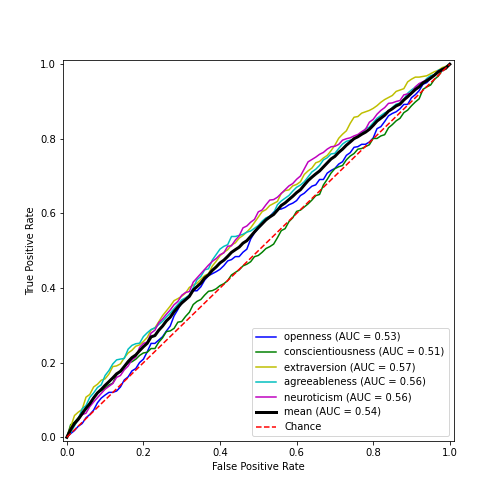 1.0
0.8
0.6
0.4
0.2
0.0
True Positive Rate
openness (AUC = 0.53)
conscientiousness (AUC = 0.51)
extraversion (AUC = 0.57)
agreeableness (AUC = 0.56)
neuroticism (AUC = 0.56)
mean (AUC = 0.54)
Chance
0.0 0.2 0.4 0.6 0.8 1.0
False Positive Rate